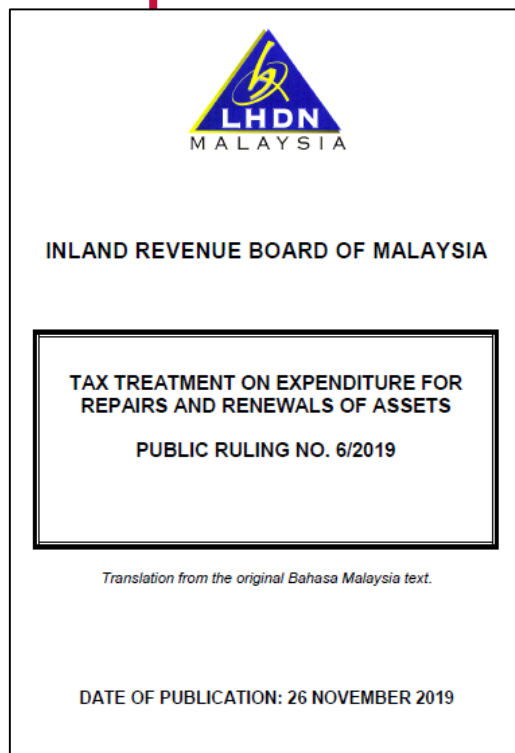 LHDN
MALAYSIA
INLAND REVENUE BOARD OF MALAYSIA
TAX TREATMENT ON EXPENDITURE FOR
REPAIRS AND RENEWALS OF ASSETS
PUBLIC RULING NO. 6/2019
Translation from the original Bahasa Malaysia text.
DATE OF PUBLICATION: 26 NOVEMBER 2019